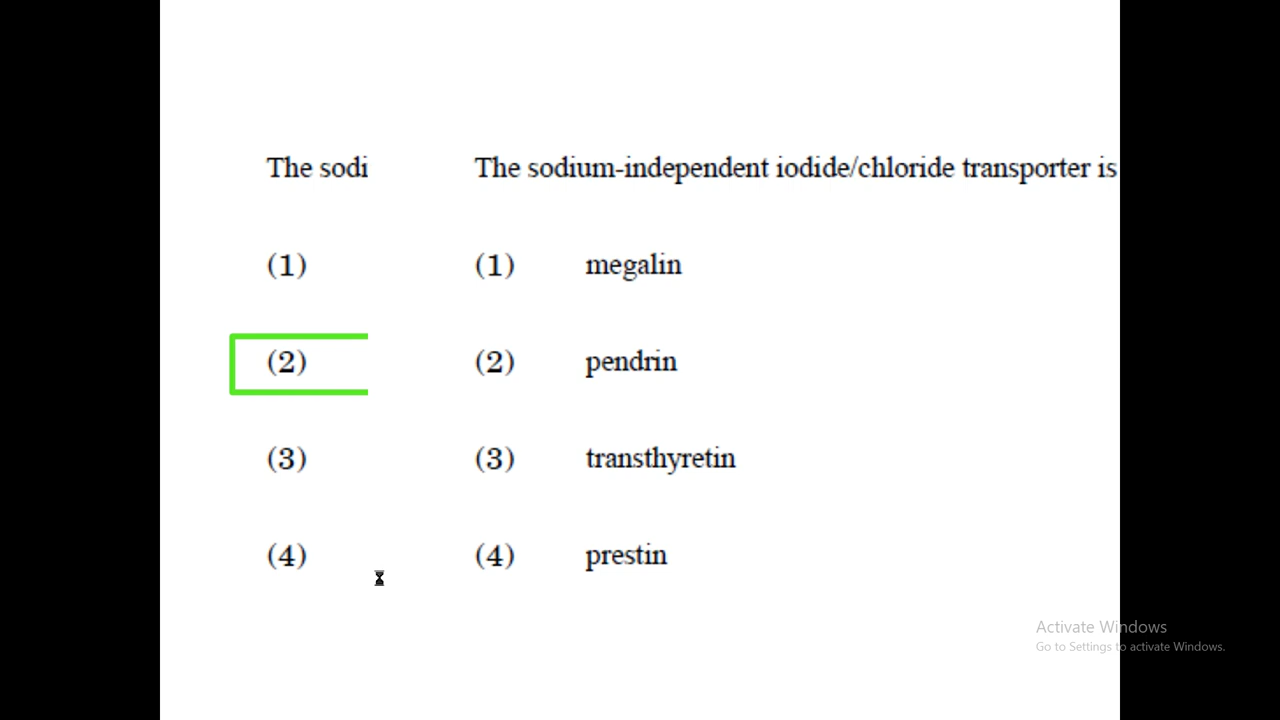 The sodi The sodium-independent iodide/chloride transporter is
(1) (1) megalin
(2) (2) pendrin
(3) (3) transthyretin
(4) (4) prestin
Activate Windows
Go to Settings to activate Windows.